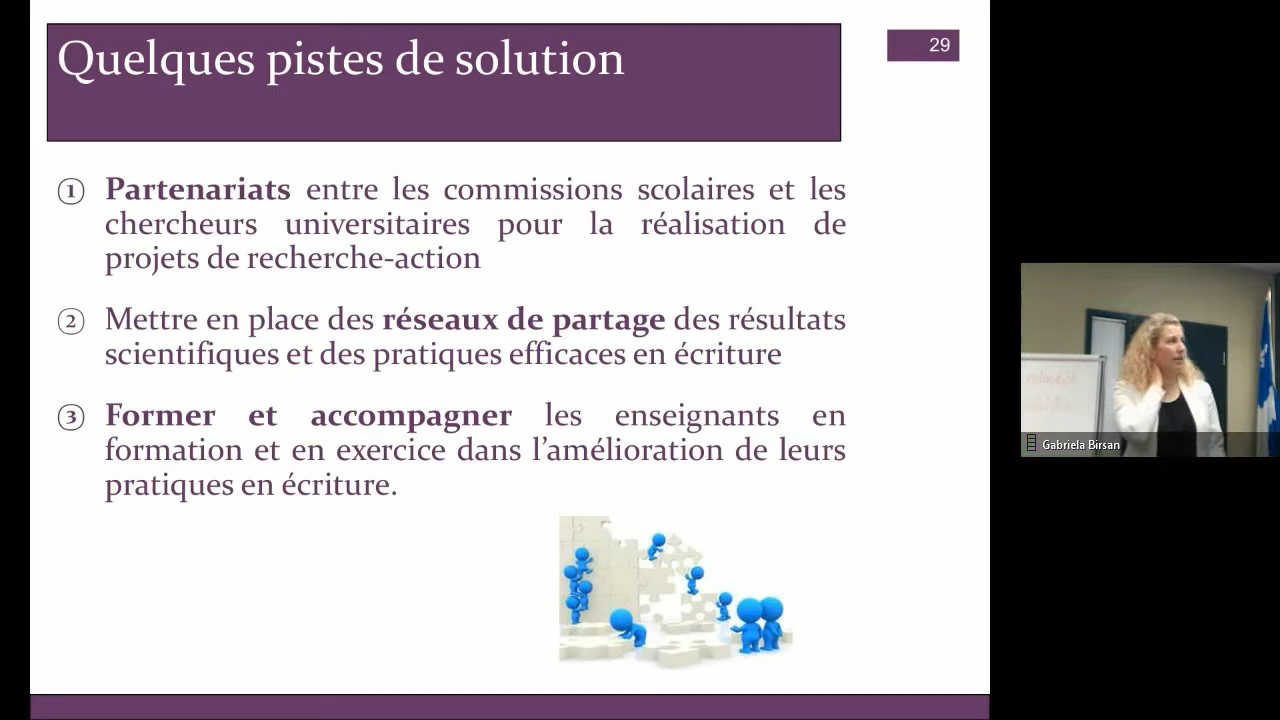 Quelques pistes de solution
29
① Partenariats entre les commissions scolaires et les
chercheurs universitaires pour la réalisation de
projets de recherche-action
② Mettre en place des réseaux de partage des résultats
scientifiques et des pratiques efficaces en écriture
③ Former et accompagner les enseignants en
formation et en exercice dans l’amélioration de leurs
pratiques en écriture.
Gabriela Birsan